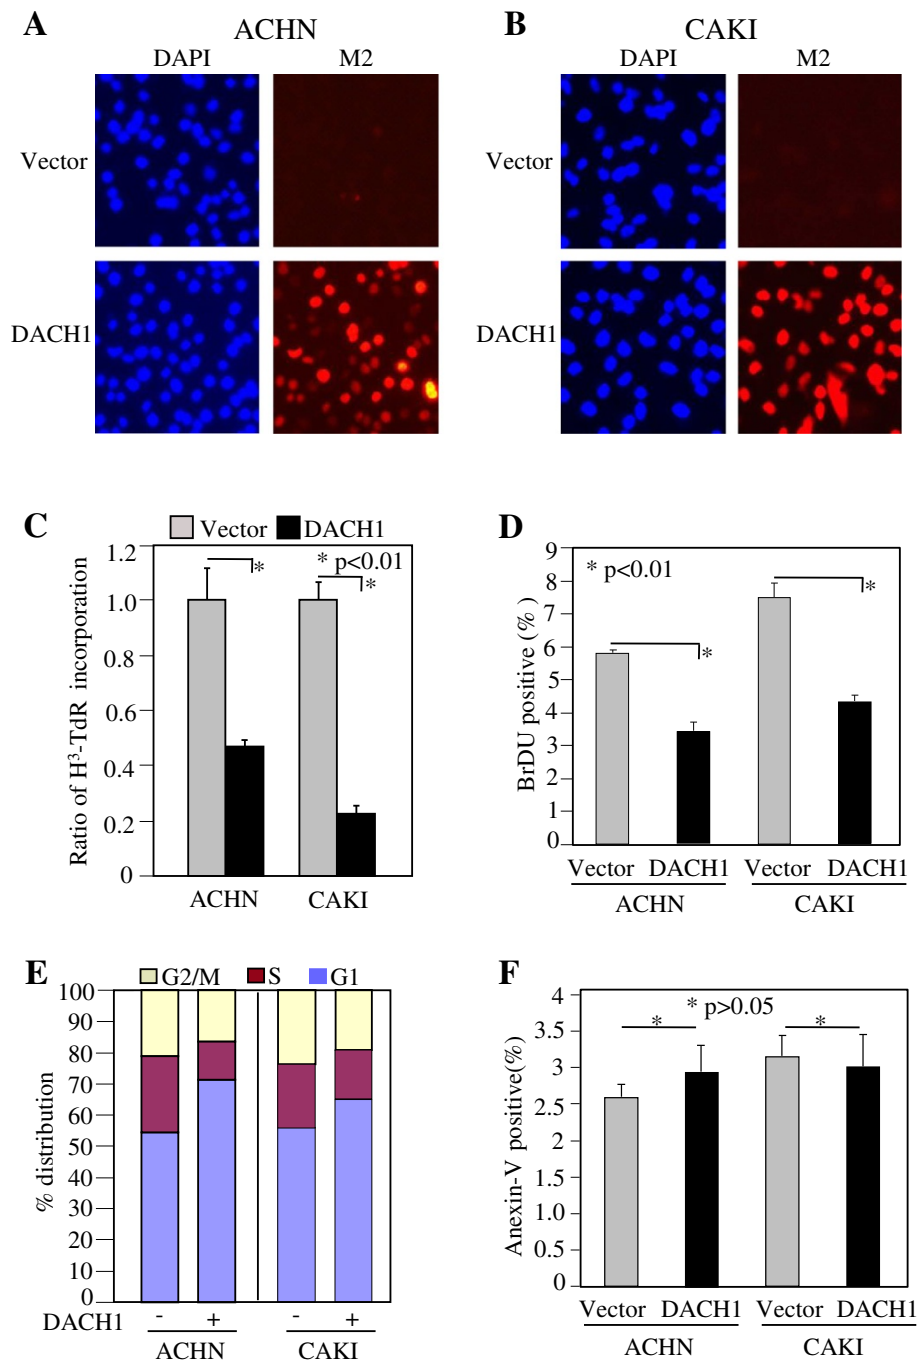 A
ACHN
DAPI
M2
Vector
DACH1
B
CAKI
DAPI
M2
Vector
DACH1
C
Vector DACH1
* p<0.01
*
*
Ratio of H³-TdR incorporation
1.2
1.0
0.8
0.6
0.4
0.2
0
ACHN
CAKI
D
* p<0.01
*
*
BrDU positive (%)
9
8
7
6
5
4
3
2
1
0
Vector DACH1 Vector DACH1
ACHN
CAKI
E
G2/M S G1
% distribution
100
90
80
70
60
50
40
30
20
10
0
DACH1 - + - +
ACHN
CAKI
F
* p>0.05
*
*
Anexin-V positive(%)
4
3.5
3
2.5
2
1.5
1.0
0.5
0
Vector DACH1 Vector DACH1
ACHN
CAKI